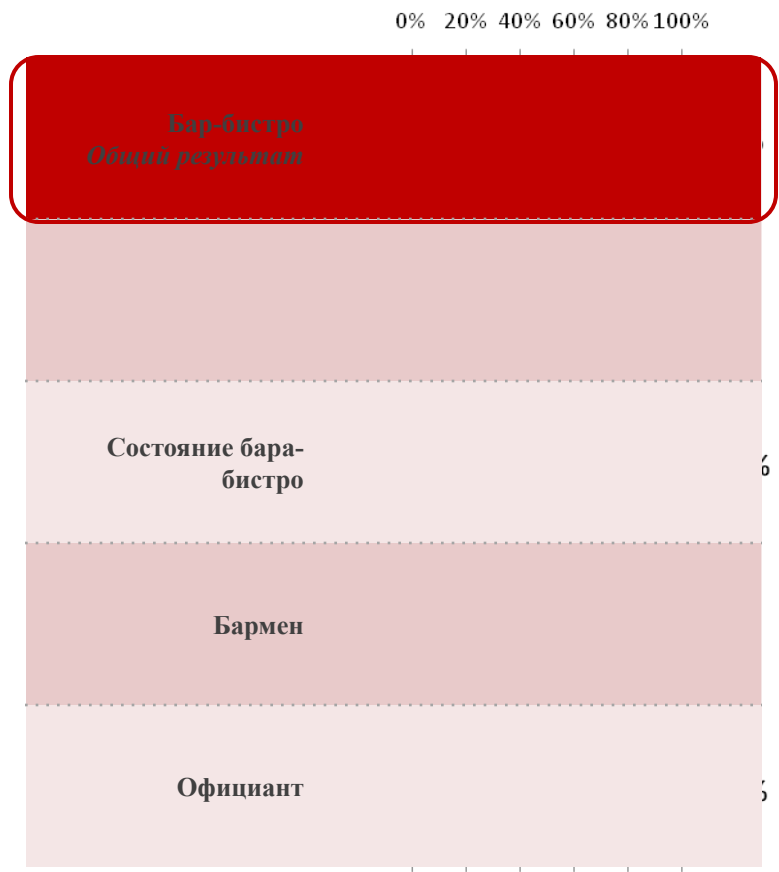 0% 20% 40% 60% 80% 100%
Бар-бистро
Общий результат
Состояние бара-
бистро
%
Бармен
Официант